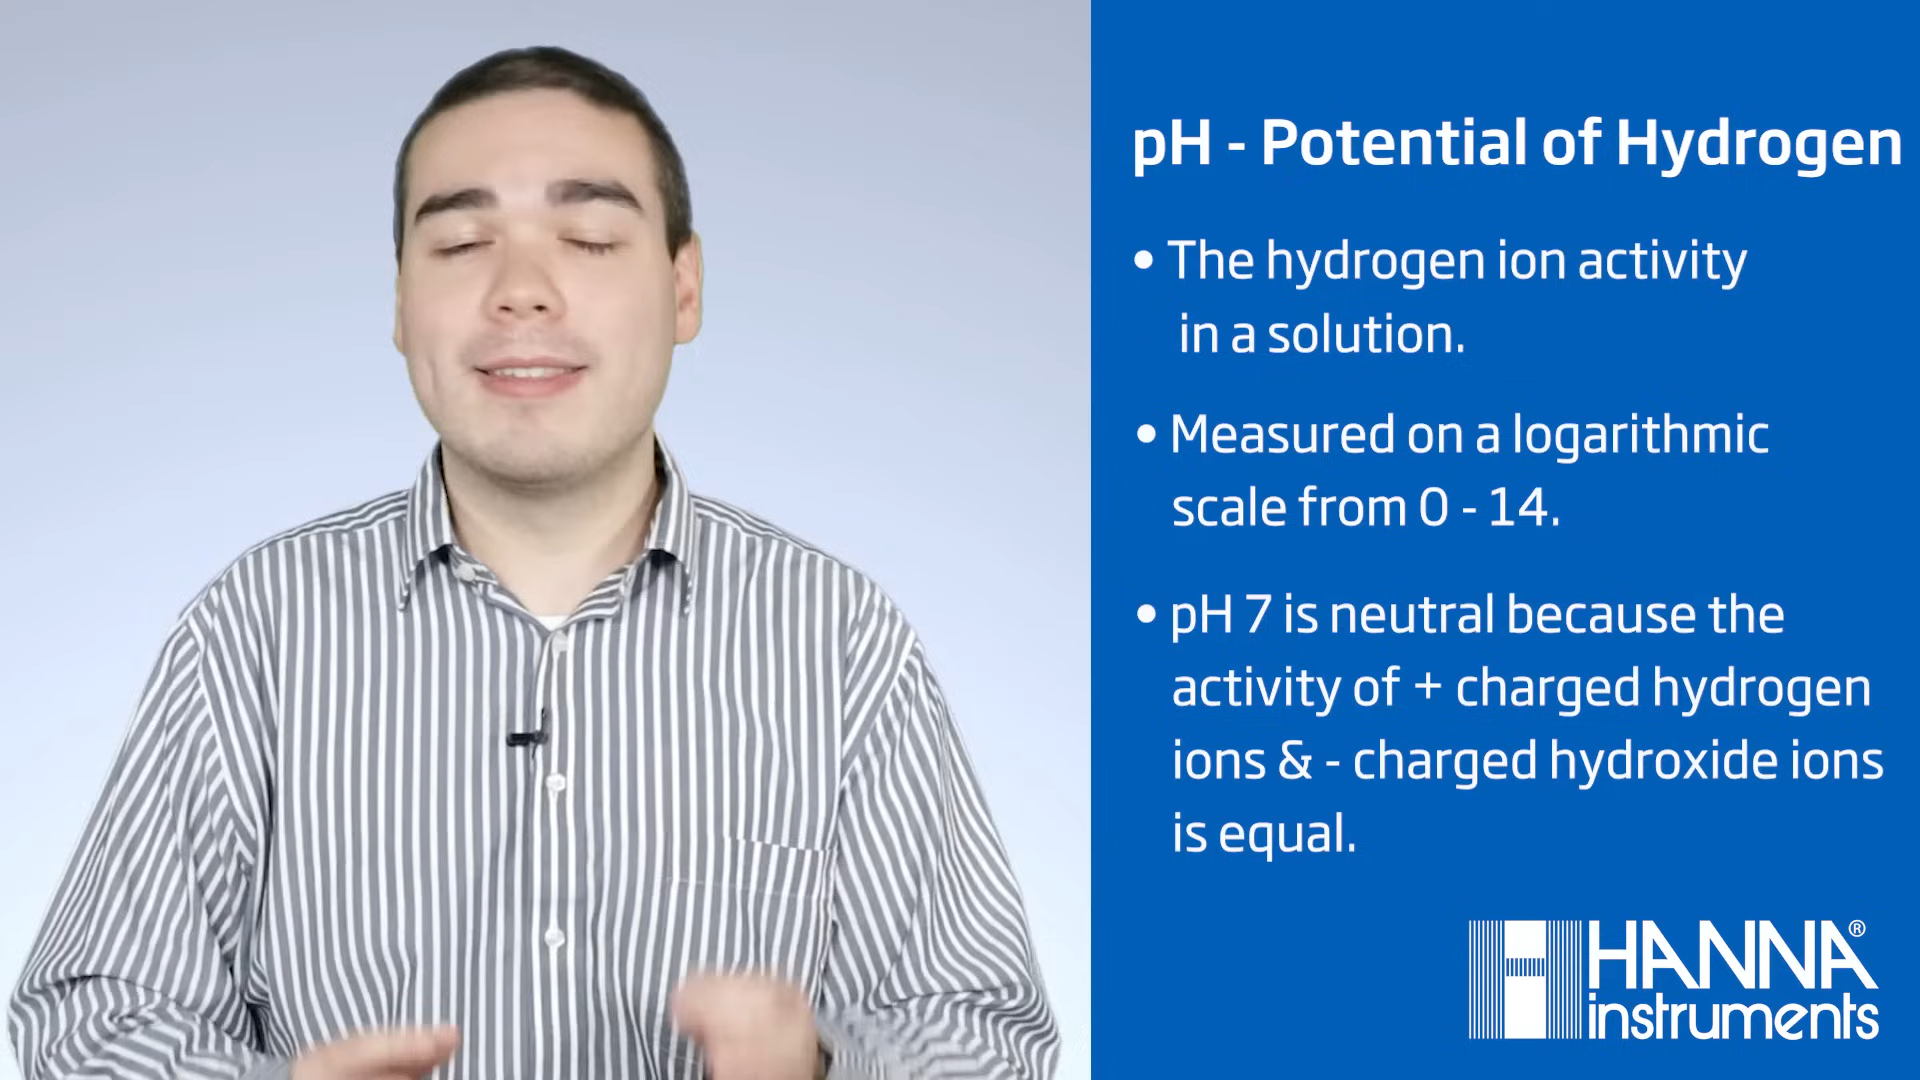 pH - Potential of Hydrogen
• The hydrogen ion activity
in a solution.
• Measured on a logarithmic
scale from 0 - 14.
• pH 7 is neutral because the
activity of + charged hydrogen
ions & - charged hydroxide ions
is equal.
HANNA®
instruments